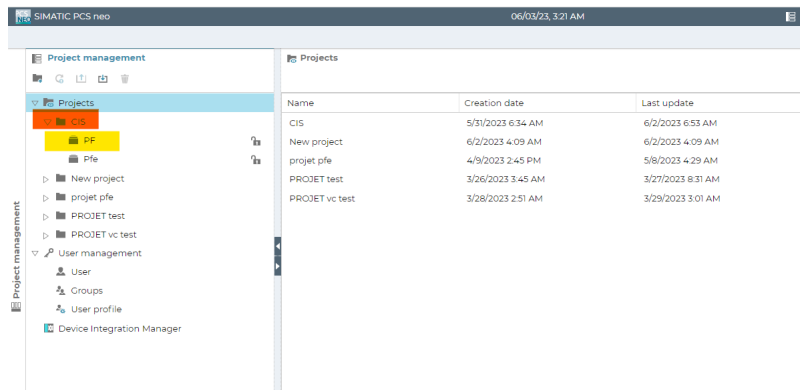 SIMATIC PCS neo
06/03/23, 3:21 AM
Project management
Projects
Projects
CIS
PF
Pfe
New project
projet pfe
PROJET test
PROJET vc test
User management
User
Groups
User profile
Device Integration Manager
Project management
Name Creation date Last update
CIS 5/31/2023 6:34 AM 6/2/2023 6:53 AM
New project 6/2/2023 4:09 AM 6/2/2023 4:09 AM
projet pfe 4/9/2023 2:45 PM 5/8/2023 4:29 AM
PROJET test 3/26/2023 3:45 AM 3/27/2023 8:31 AM
PROJET vc test 3/28/2023 2:51 AM 3/29/2023 3:01 AM